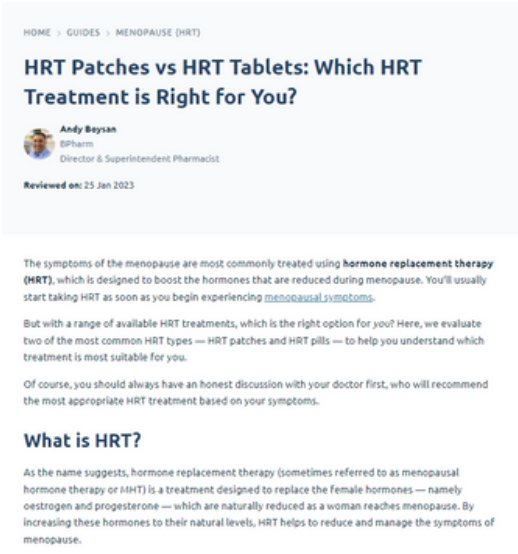 HOME > GUIDES > MENOPAUSE (HRT)
HRT Patches vs HRT Tablets: Which HRT
Treatment is Right for You?
Andy Boysan
BPharm
Director & Superintendent Pharmacist
Reviewed on: 25 Jan 2023
The symptoms of the menopause are most commonly treated using hormone replacement therapy
(HRT), which is designed to boost the hormones that are reduced during menopause. You'll usually
start taking HRT as soon as you begin experiencing menopausal symptoms.
But with a range of available HRT treatments, which is the right option for you? Here, we evaluate
two of the most common HRT types — HRT patches and HRT pills — to help you understand which
treatment is most suitable for you.
Of course, you should always have an honest discussion with your doctor first, who will recommend
the most appropriate HRT treatment based on your symptoms.
What is HRT?
As the name suggests, hormone replacement therapy (sometimes referred to as menopausal
hormone therapy or MHT) is a treatment designed to replace the female hormones — namely
oestrogen and progesterone — which are naturally reduced as a woman reaches menopause. By
increasing these hormones to their natural levels, HRT helps to reduce and manage the symptoms of
menopause.